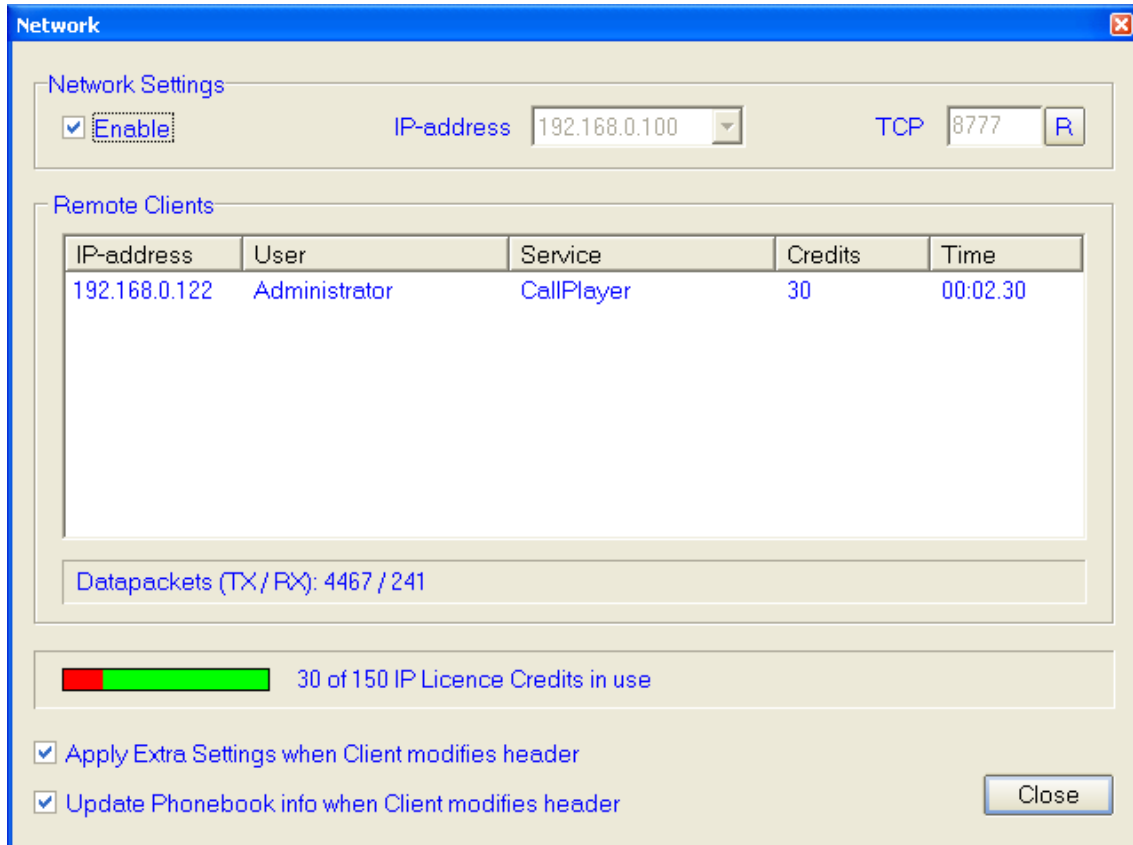 Network
Network Settings
Enable IP-address 192.168.0.100 TCP 8777 R
Remote Clients
IP-address User Service Credits Time
192.168.0.122 Administrator CallPlayer 30 00:02.30
Datapackets (TX / RX): 4467 / 241
30 of 150 IP Licence Credits in use
Apply Extra Settings when Client modifies header
Update Phonebook info when Client modifies header
Close